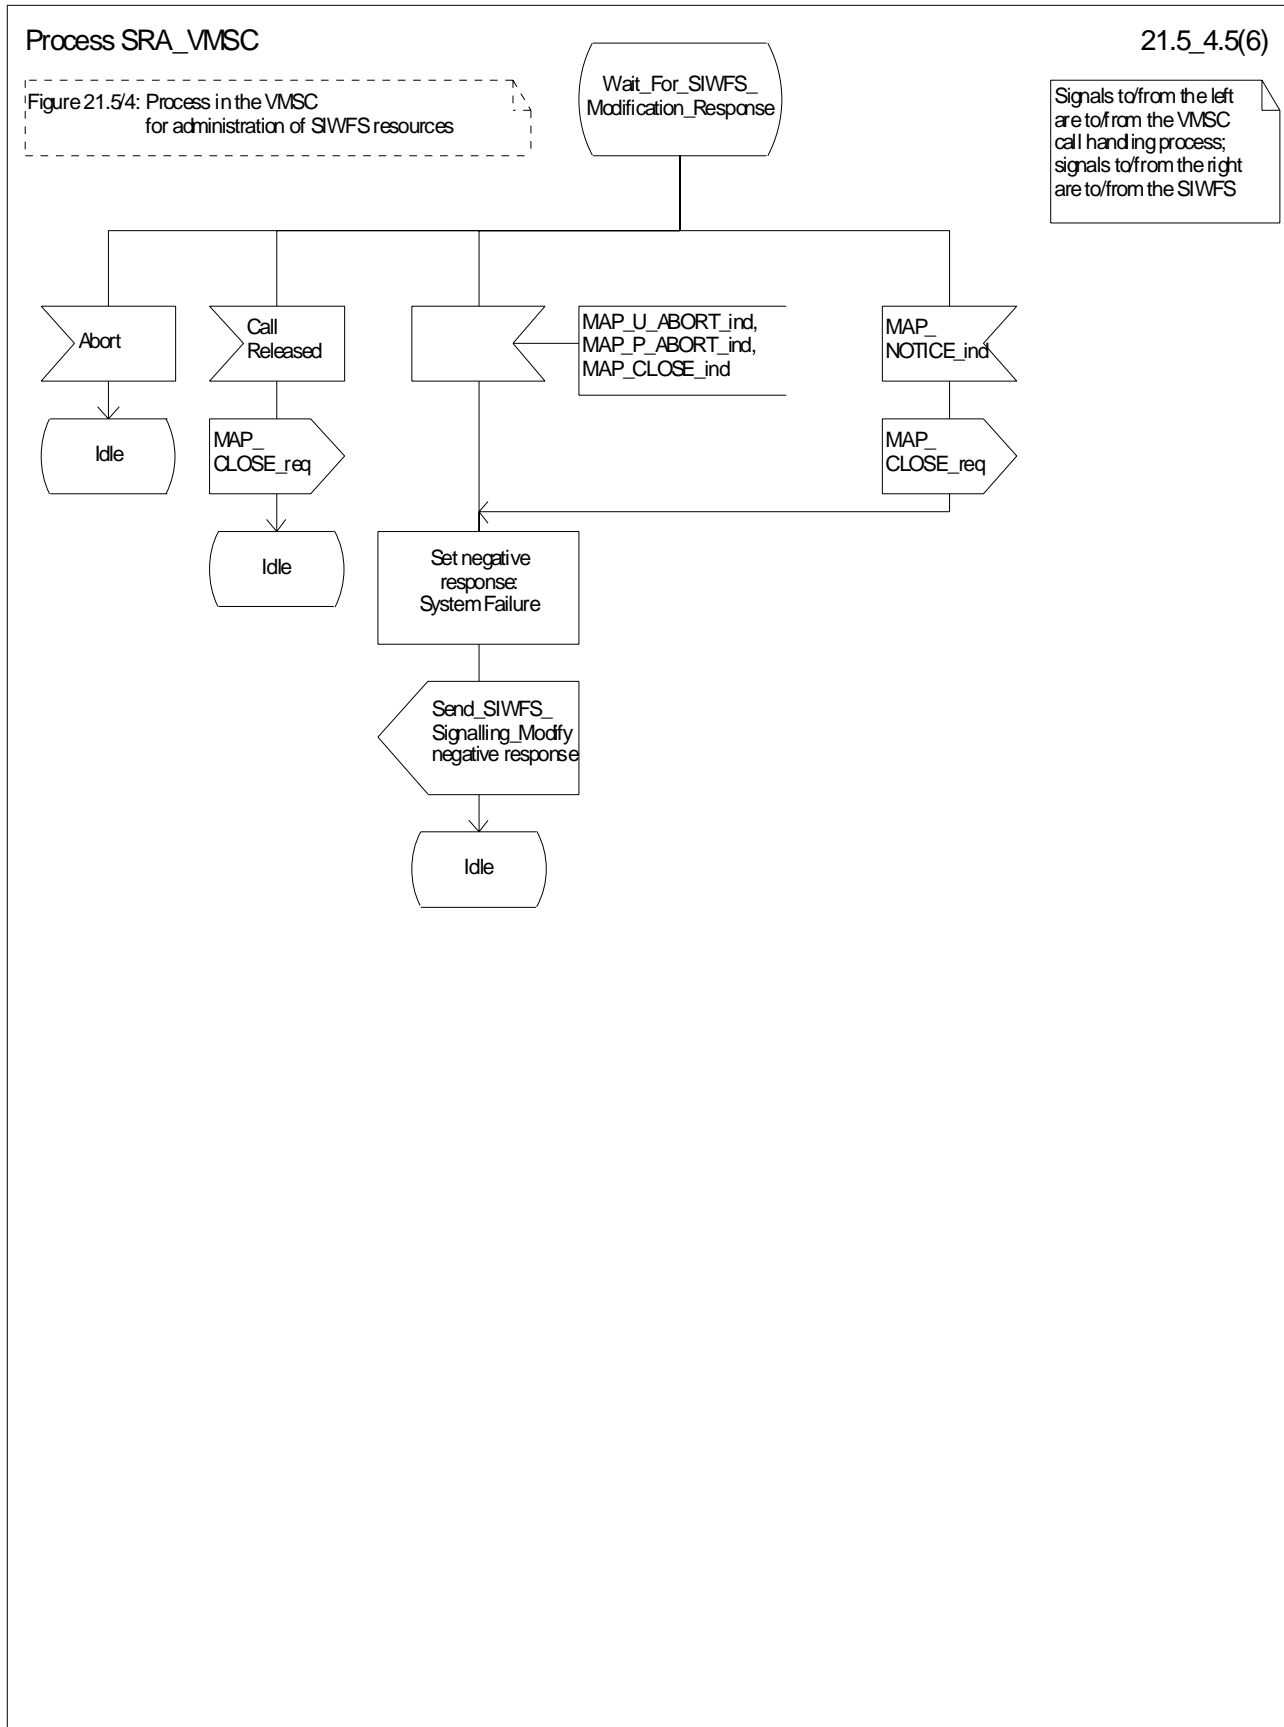 Process SRA_VMSC
21.5_4.5(6)
Figure 21.5/4: Process in the VMSC
for administration of SIWFS resources
Wait_For_SIWFS_
Modification_Response
Signals to/from the left
are to/from the VMSC
call handling process;
signals to/from the right
are to/from the SIWFS
Abort
Call
Released
MAP_U_ABORT_ind,
MAP_P_ABORT_ind,
MAP_CLOSE_ind
MAP_
NOTICE_ind
Idle
MAP_
CLOSE_req
MAP_
CLOSE_req
Idle
Set negative
response:
System Failure
Send_SIWFS_
Signalling_Modify
negative response
Idle